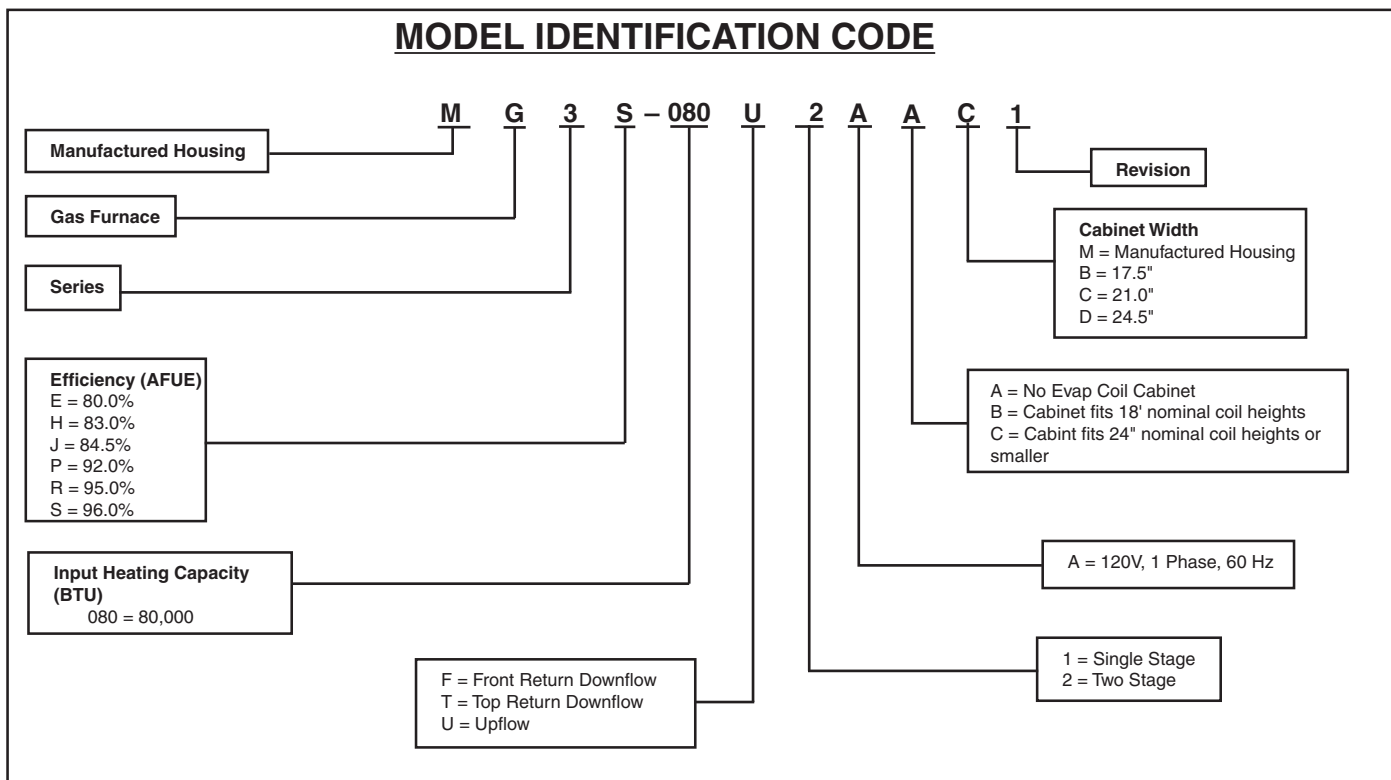 MODEL IDENTIFICATION CODE
M G 3 S – 080 U 2 A A C 1
Manufactured Housing
Gas Furnace
Series
Efficiency (AFUE)
E = 80.0%
H = 83.0%
J = 84.5%
P = 92.0%
R = 95.0%
S = 96.0%
Input Heating Capacity
(BTU)
080 = 80,000
F = Front Return Downflow
T = Top Return Downflow
U = Upflow
Revision
Cabinet Width
M = Manufactured Housing
B = 17.5"
C = 21.0"
D = 24.5"
A = No Evap Coil Cabinet
B = Cabinet fits 18' nominal coil heights
C = Cabint fits 24" nominal coil heights or
smaller
A = 120V, 1 Phase, 60 Hz
1 = Single Stage
2 = Two Stage